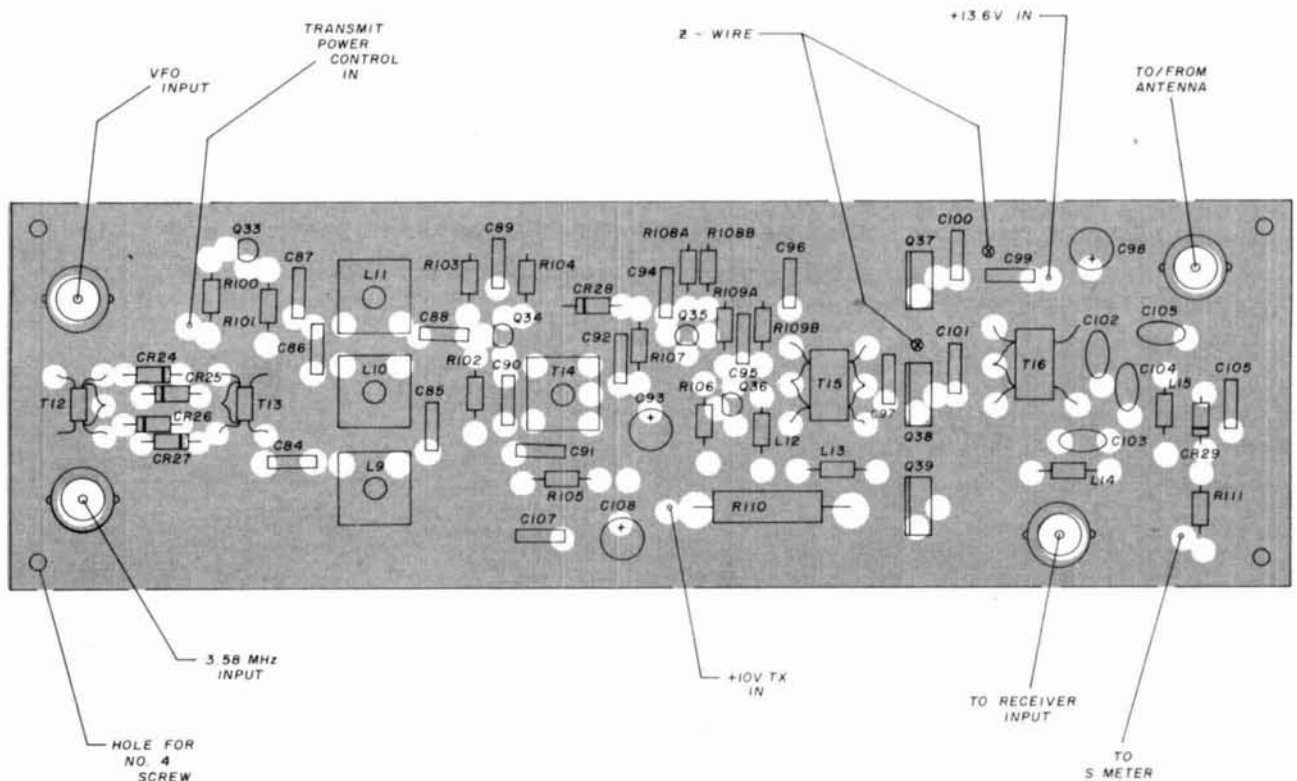 +13.6V IN
TRANSMIT
POWER
CONTROL
IN
Z - WIRE
VFO
INPUT
TO/FROM
ANTENNA
Q33
C89
R108A
R108B
C96
C100
Q37
C98
C87
L11
R103
R104
C94
C99
R100
CR28
R109A
R101
Q34
Q35
C102
C105
C88
C92
R109B
C101
C86
R107
T16
CR24
R102
C90
T14
C95
C104
L10
CR25
C85
R106
Q36
T15
L15
C105
T12
T13
C97
CR26
C93
L12
Q38
C103
CR29
CR27
C84
C91
L13
L9
L14
R105
Q39
R111
C108
R110
C107
3.58 MHz
INPUT
+10V TX
IN
TO RECEIVER
INPUT
HOLE FOR
NO. 4
SCREW
TO
S METER